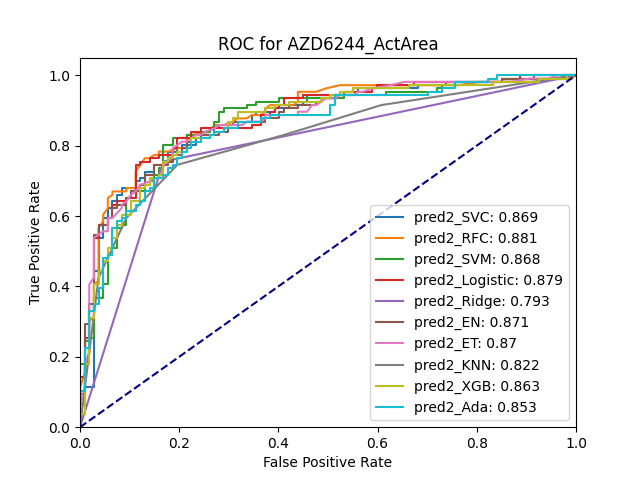 ROC for AZD6244_ActArea
True Positive Rate
1.0
0.8
0.6
0.4
0.2
0.0
pred2_SVC: 0.869
pred2_RFC: 0.881
pred2_SVM: 0.868
pred2_Logistic: 0.879
pred2_Ridge: 0.793
pred2_EN: 0.871
pred2_ET: 0.87
pred2_KNN: 0.822
pred2_XGB: 0.863
pred2_Ada: 0.853
0.0 0.2 0.4 0.6 0.8 1.0
False Positive Rate